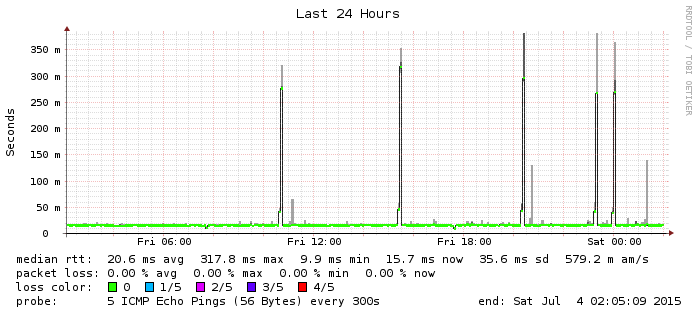 Last 24 Hours
RRDTOOL / TOBI OETIKER
Seconds
350 m
300 m
250 m
200 m
150 m
100 m
50 m
0
Fri 06:00 Fri 12:00 Fri 18:00 Sat 00:00
median rtt: 20.6 ms avg 317.8 ms max 9.9 ms min 15.7 ms now 35.6 ms sd 579.2 m am/s
packet loss: 0.00 % avg 0.00 % max 0.00 % min 0.00 % now
loss color: 0 1/5 2/5 3/5 4/5
probe: 5 ICMP Echo Pings (56 Bytes) every 300s end: Sat Jul 4 02:05:09 2015